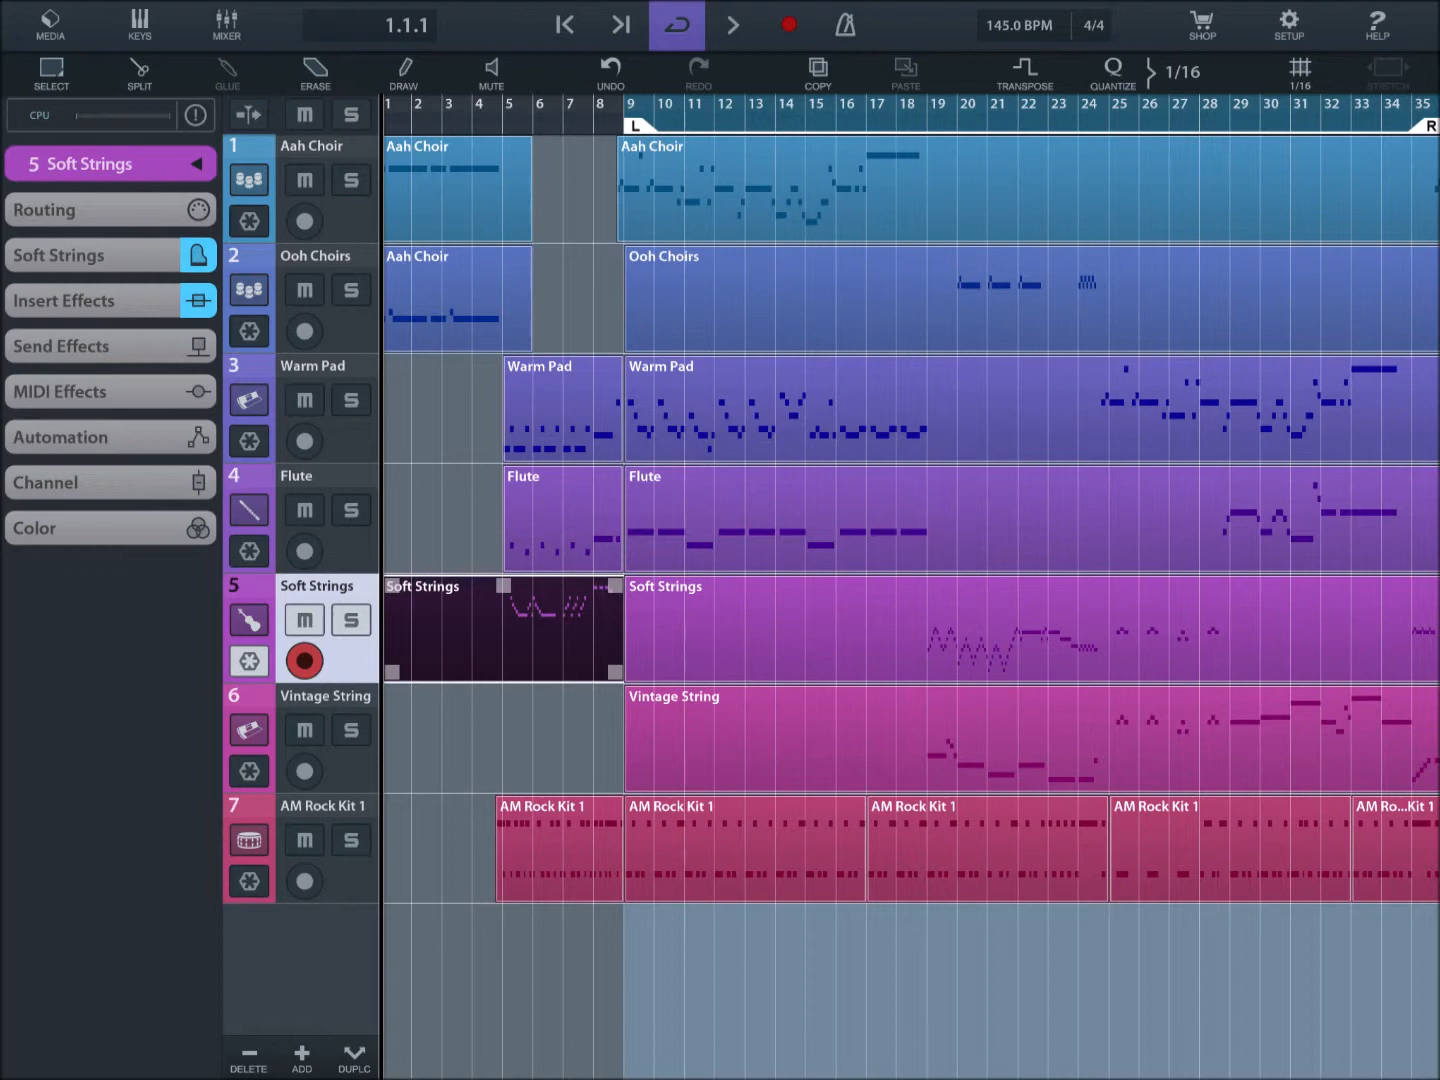 MEDIA KEYS MIXER 1.1.1 145.0 BPM 4/4 SHOP SETUP HELP
SELECT SPLIT GLUE ERASE DRAW MUTE UNDO REDO COPY PASTE TRANSPOSE QUANTIZE 1/16 1/16 STRETCH
CPU M S 1 2 3 4 5 6 7 8 9 10 11 12 13 14 15 16 17 18 19 20 21 22 23 24 25 26 27 28 29 30 31 32 33 34 35
L R
1 Aah Choir Aah Choir Aah Choir
5 Soft Strings
M S
Routing
Soft Strings
2 Ooh Choirs Aah Choir Ooh Choirs
M S
Insert Effects
Send Effects
3 Warm Pad Warm Pad Warm Pad
M S
MIDI Effects
Automation
4 Flute Flute Flute
Channel
M S
Color
5 Soft Strings Soft Strings Soft Strings
M S
6 Vintage String Vintage String
M S
7 AM Rock Kit 1 AM Rock Kit 1 AM Rock Kit 1 AM Rock Kit 1 AM Rock Kit 1 AM Ro...Kit 1
M S
DELETE ADD DUPLC